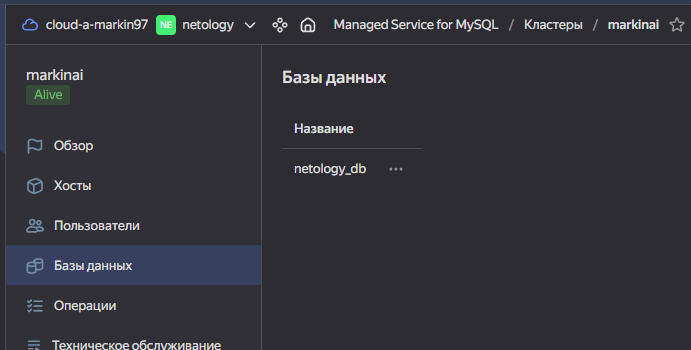 cloud-a-markin97 NE netology Managed Service for MySQL / Кластеры / markinai
markinai
Alive
Обзор
Хосты
Пользователи
Базы данных
Операции
Техническое обслуживание
Базы данных
Название
netology_db ···